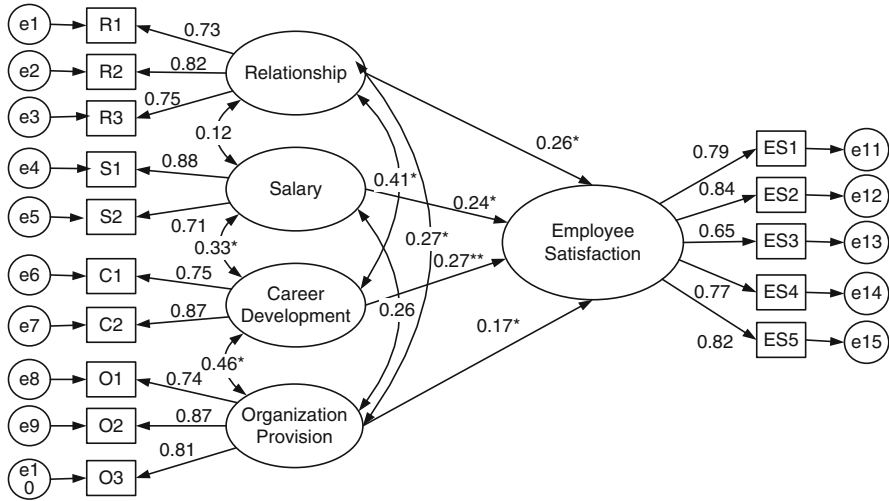 e1
R1
0.73
e2
R2
0.82
Relationship
e3
R3
0.75
0.12
0.26*
e4
S1
0.88
Salary
0.41*
0.24*
e5
S2
0.71
0.33*
0.27*
0.27**
e6
C1
0.75
Career
Development
0.26
e7
C2
0.87
0.46*
0.17*
e8
O1
0.74
e9
O2
0.87
Organization
Provision
e1
0
O3
0.81
Employee
Satisfaction
0.79
ES1
e11
0.84
ES2
e12
0.65
ES3
e13
0.77
ES4
e14
0.82
ES5
e15